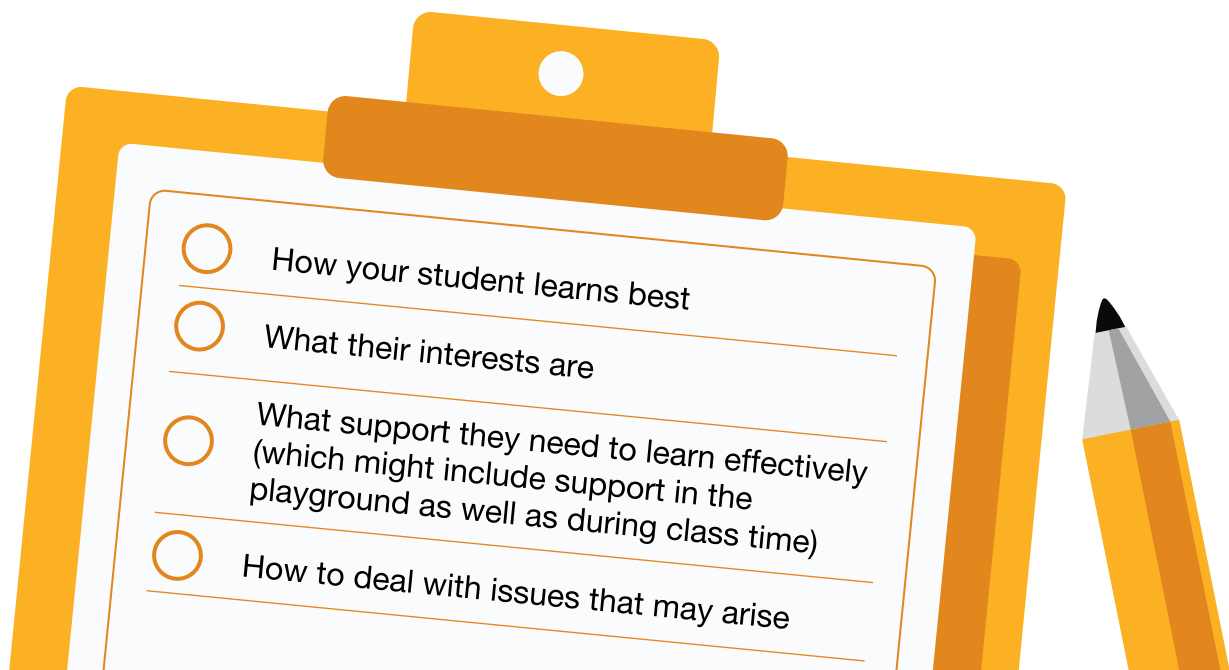 How your student learns best
What their interests are
What support they need to learn effectively
(which might include support in the
playground as well as during class time)
How to deal with issues that may arise